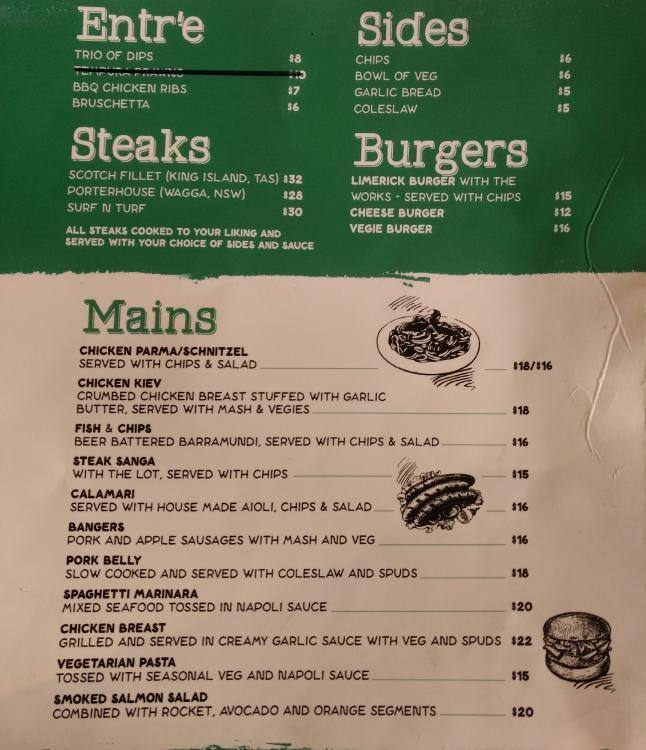 Entr'e
TRIO OF DIPS $8
TEMPURA PRAWNS $10
BBQ CHICKEN RIBS $7
BRUSCHETTA $6
Sides
CHIPS $6
BOWL OF VEG $6
GARLIC BREAD $5
COLESLAW $5
Steaks
SCOTCH FILLET (KING ISLAND, TAS) $32
PORTERHOUSE (WAGGA, NSW) $28
SURF N TURF $30
ALL STEAKS COOKED TO YOUR LIKING AND
SERVED WITH YOUR CHOICE OF SIDES AND SAUCE
Burgers
LIMERICK BURGER WITH THE
WORKS - SERVED WITH CHIPS $15
CHEESE BURGER $12
VEGIE BURGER $16
Mains
CHICKEN PARMA/SCHNITZEL
SERVED WITH CHIPS & SALAD $18/$16
CHICKEN KIEV
CRUMBED CHICKEN BREAST STUFFED WITH GARLIC
BUTTER, SERVED WITH MASH & VEGIES $18
FISH & CHIPS
BEER BATTERED BARRAMUNDI, SERVED WITH CHIPS & SALAD $16
STEAK SANGA
WITH THE LOT, SERVED WITH CHIPS $15
CALAMARI
SERVED WITH HOUSE MADE AIOLI, CHIPS & SALAD $16
BANGERS
PORK AND APPLE SAUSAGES WITH MASH AND VEG $16
PORK BELLY
SLOW COOKED AND SERVED WITH COLESLAW AND SPUDS $18
SPAGHETTI MARINARA
MIXED SEAFOOD TOSSED IN NAPOLI SAUCE $20
CHICKEN BREAST
GRILLED AND SERVED IN CREAMY GARLIC SAUCE WITH VEG AND SPUDS $22
VEGETARIAN PASTA
TOSSED WITH SEASONAL VEG AND NAPOLI SAUCE $15
SMOKED SALMON SALAD
COMBINED WITH ROCKET, AVOCADO AND ORANGE SEGMENTS $20